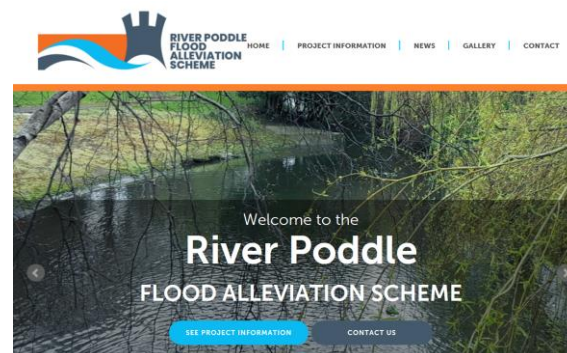 RIVER PODDLE
FLOOD
ALLEVIATION
SCHEME
HOME
PROJECT INFORMATION
NEWS
GALLERY
CONTACT
Welcome to the
River Poddle
FLOOD ALLEVIATION SCHEME
SEE PROJECT INFORMATION
CONTACT US